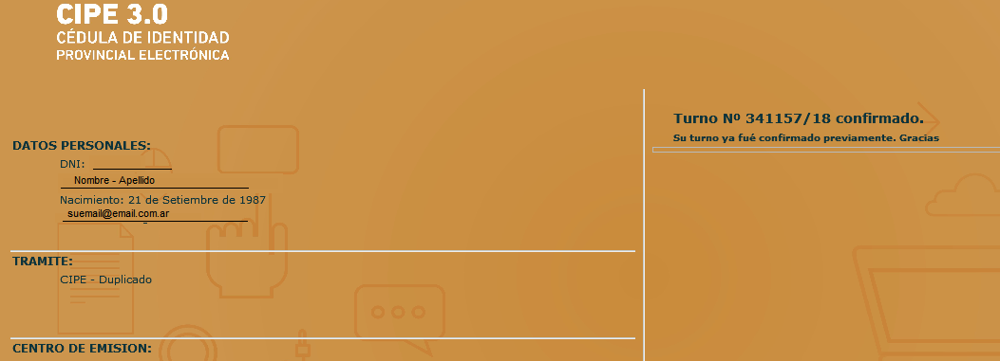 CIPE 3.0
CÉDULA DE IDENTIDAD
PROVINCIAL ELECTRÓNICA
DATOS PERSONALES:
DNI:
Nombre - Apellido
Nacimiento: 21 de Setiembre de 1987
suemail@email.com.ar
TRAMITE:
CIPE - Duplicado
CENTRO DE EMISION:
Turno Nº 341157/18 confirmado.
Su turno ya fué confirmado previamente. Gracias